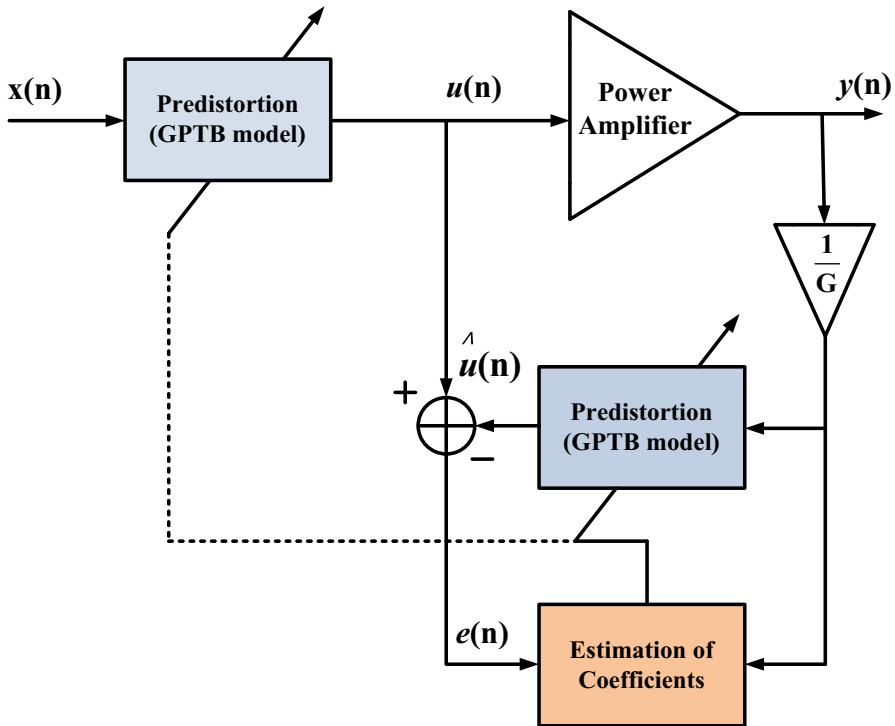 x(n)
Predistortion
(GPTB model)
u(n)
Power
Amplifier
y(n)
1
G
^
u(n)
+
−
Predistortion
(GPTB model)
e(n)
Estimation of
Coefficients